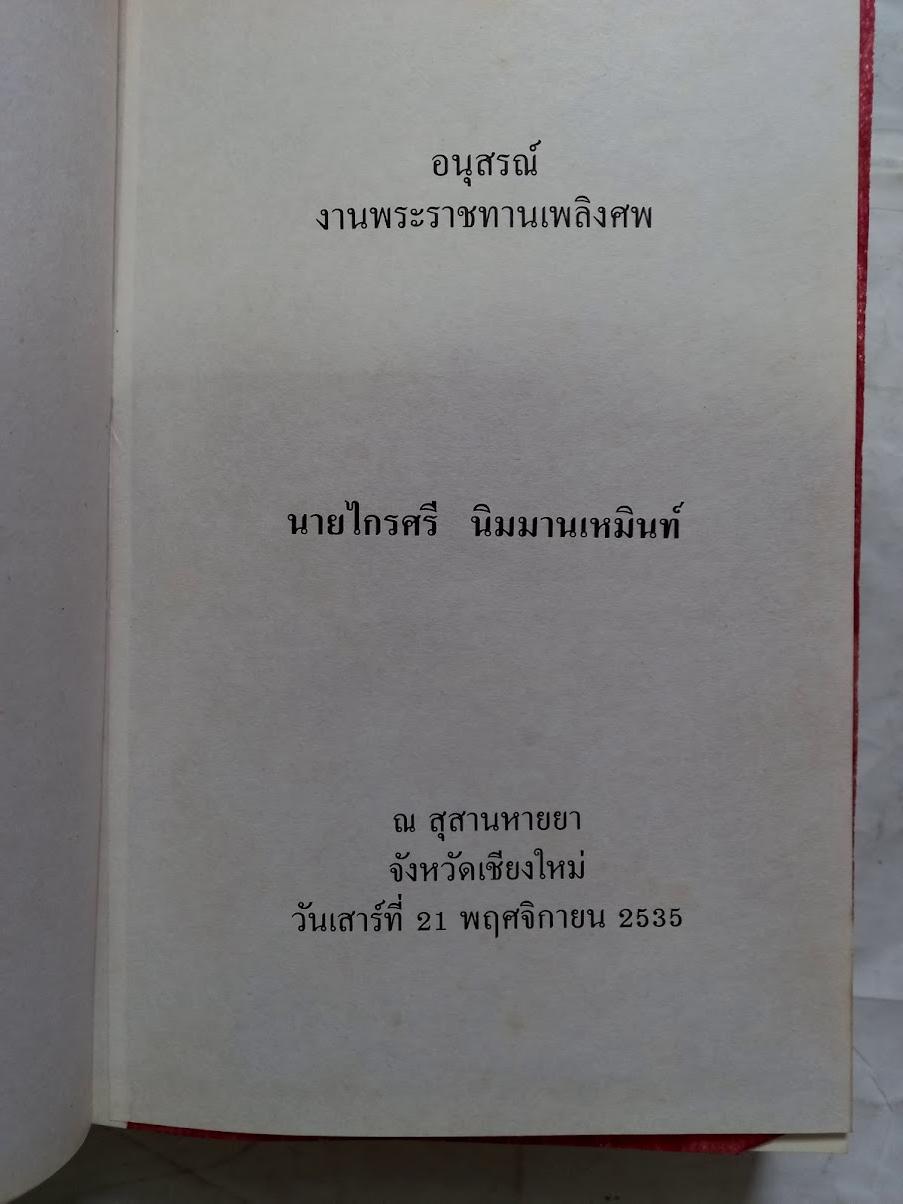 อนุสรณ์
งานพระราชทานเพลิงศพ
นายไกรศรี นิมมานเหมินท์
ณ สุสานหายยา
จังหวัดเชียงใหม่
วันเสาร์ที่ 21 พฤศจิกายน 2535